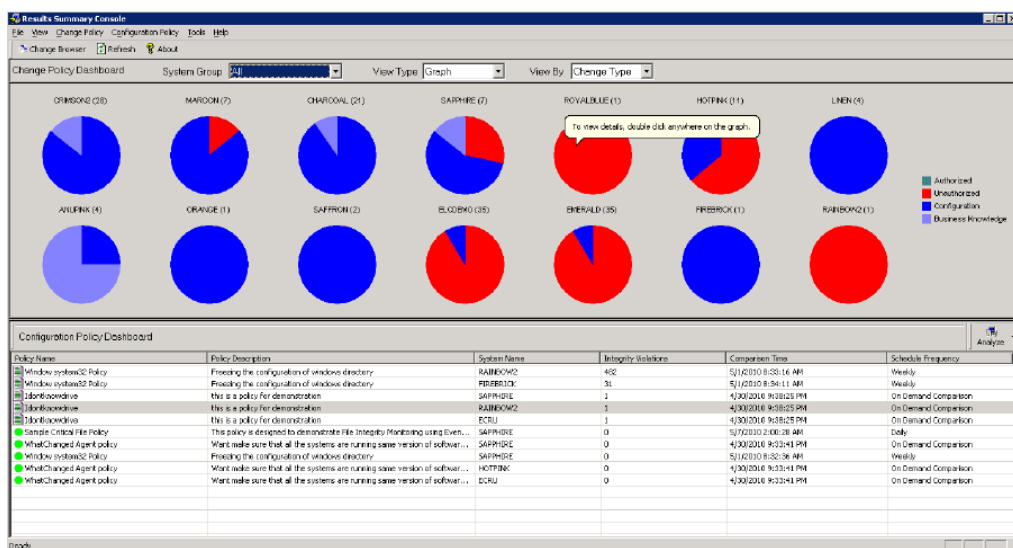 Results Summary Console
File View Change Policy Configuration Policy Tools Help
Change Browser Refresh About
Change Policy Dashboard System Group All View Type Graph View By Change Type
CRIMSON2 (28) MAROON (7) CHARCOAL (21) SAPPHIRE (7) ROYALBLUE (1) HOTPINK (11) LINEN (4)
To view details, double click anywhere on the graph.
Authorized
Unauthorized
Configuration
Business Knowledge
ANUPINK (4) ORANGE (1) SAFFRON (2) ELCDEMO (35) EMERALD (35) FIREBRICK (1) RAINBOW2 (1)
Configuration Policy Dashboard
Analyze
Policy Name Policy Description System Name Integrity Violations Comparison Time Schedule Frequency
Window system32 Policy Freezing the configuration of windows directory RAINBOW2 482 5/1/2010 8:33:16 AM Weekly
Window system32 Policy Freezing the configuration of windows directory FIREBRICK 31 5/1/2010 8:34:11 AM Weekly
Idontknowdrive this is a policy for demonstration SAPPHIRE 1 4/30/2010 9:38:25 PM On Demand Comparison
Idontknowdrive this is a policy for demonstration RAINBOW2 1 4/30/2010 9:38:25 PM On Demand Comparison
Idontknowdrive this is a policy for demonstration ECRU 1 4/30/2010 9:38:25 PM On Demand Comparison
Sample Critical File Policy This policy is designed to demonstrate File Integrity Monitoring using Even... SAPPHIRE 0 5/7/2010 2:00:28 AM Daily
WhatChanged Agent policy Want make sure that all the systems are running same version of softwar... SAPPHIRE 0 4/30/2010 9:33:41 PM On Demand Comparison
Window system32 Policy Freezing the configuration of windows directory SAPPHIRE 0 5/1/2010 8:32:36 AM Weekly
WhatChanged Agent policy Want make sure that all the systems are running same version of softwar... HOTPINK 0 4/30/2010 9:33:41 PM On Demand Comparison
WhatChanged Agent policy Want make sure that all the systems are running same version of softwar... ECRU 0 4/30/2010 9:33:41 PM On Demand Comparison
Ready